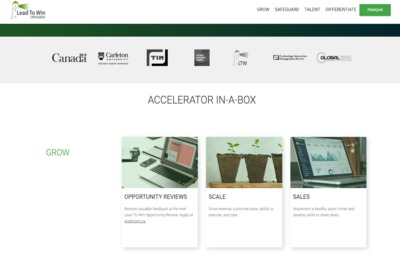 Lead To Win
GROW SAFEGUARD TALENT DIFFERENTIATE FRANÇAIS
Canada Carleton UNIVERSITY TIM LTW GLOBAL
ACCELERATOR IN-A-BOX
GROW
OPPORTUNITY REVIEWS
Receive valuable feedback at the next
Lead To Win Opportunity Review. Apply at
SCALE
Grow revenue, customer base, ability to
execute, and jobs.
SALES
Implement a healthy sales funnel and
develop skills to close deals.